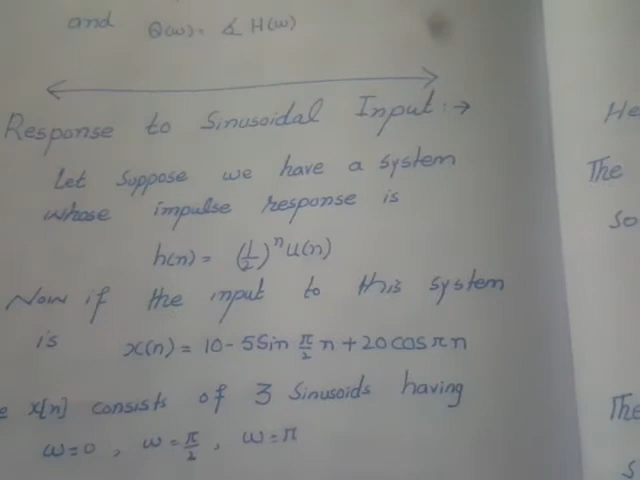 and θ(ω) = ∡ H(ω)
Response to Sinusoidal Input :→
Let Suppose we have a system
whose impulse response is
h(n) = (1/2)^n u(n)
Now if the input to this system
is x(n) = 10 - 5 Sin π/2 n + 20 cos π n
x[n] consists of 3 Sinusoids having
ω=0 , ω=π/2 , ω=π
He
The
so
The
s